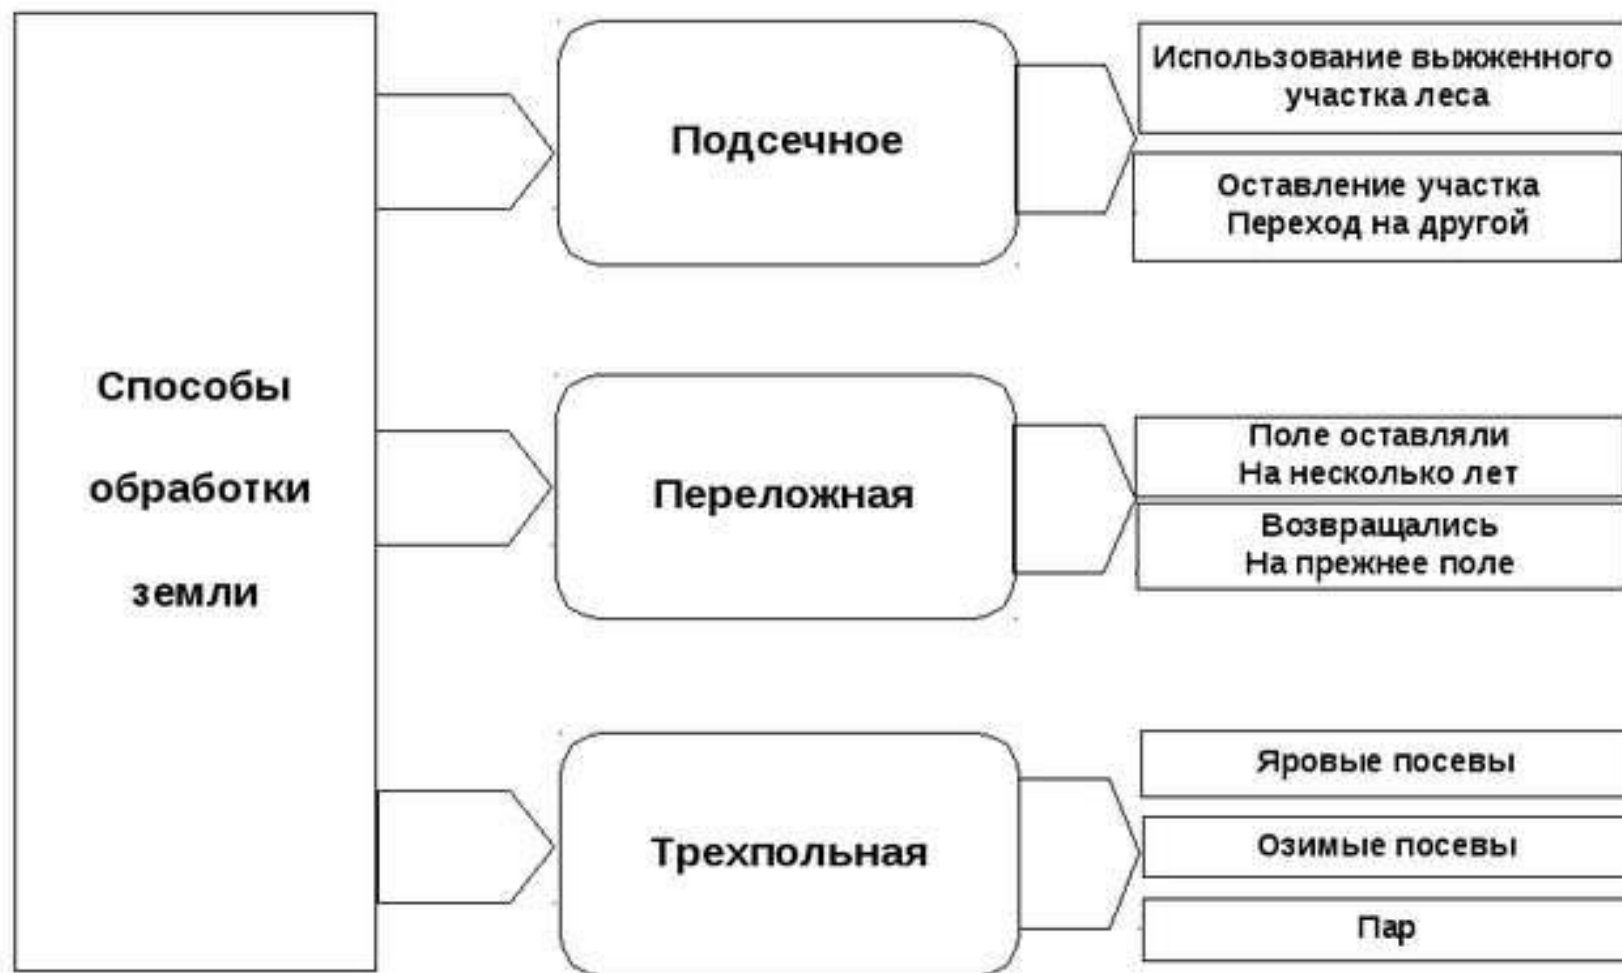 Способы
обработки
земли
Подсечное
Использование выжженного
участка леса
Оставление участка
Переход на другой
Переложная
Поле оставляли
На несколько лет
Возвращались
На прежнее поле
Трехпольная
Яровые посевы
Озимые посевы
Пар